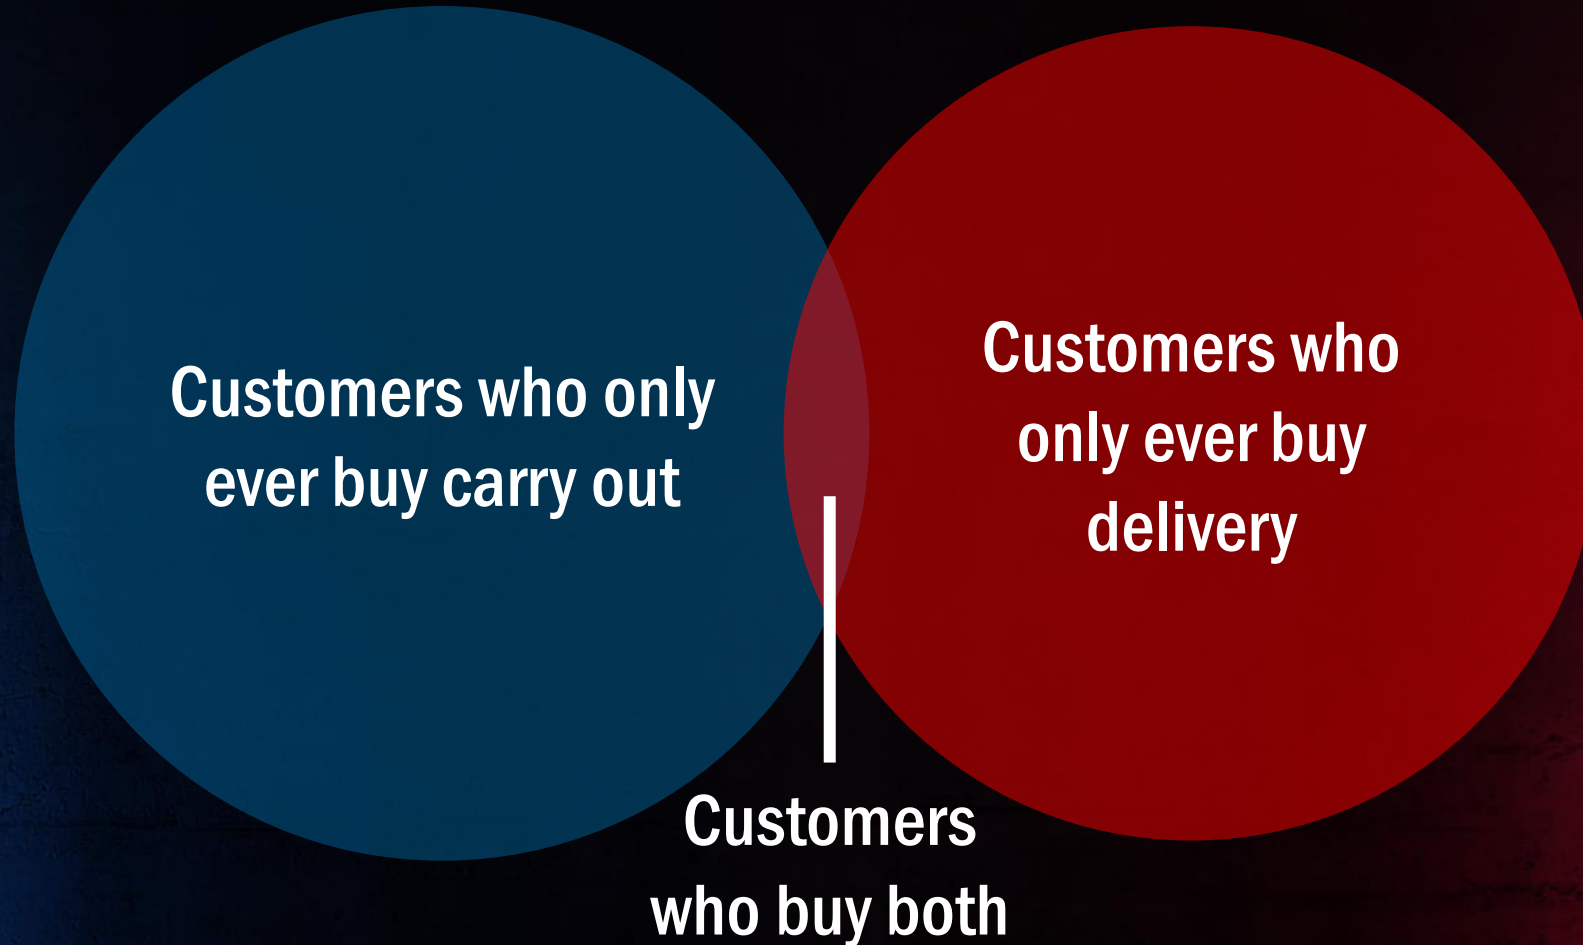 Customers who only
ever buy carry out
Customers who
only ever buy
delivery
Customers
who buy both